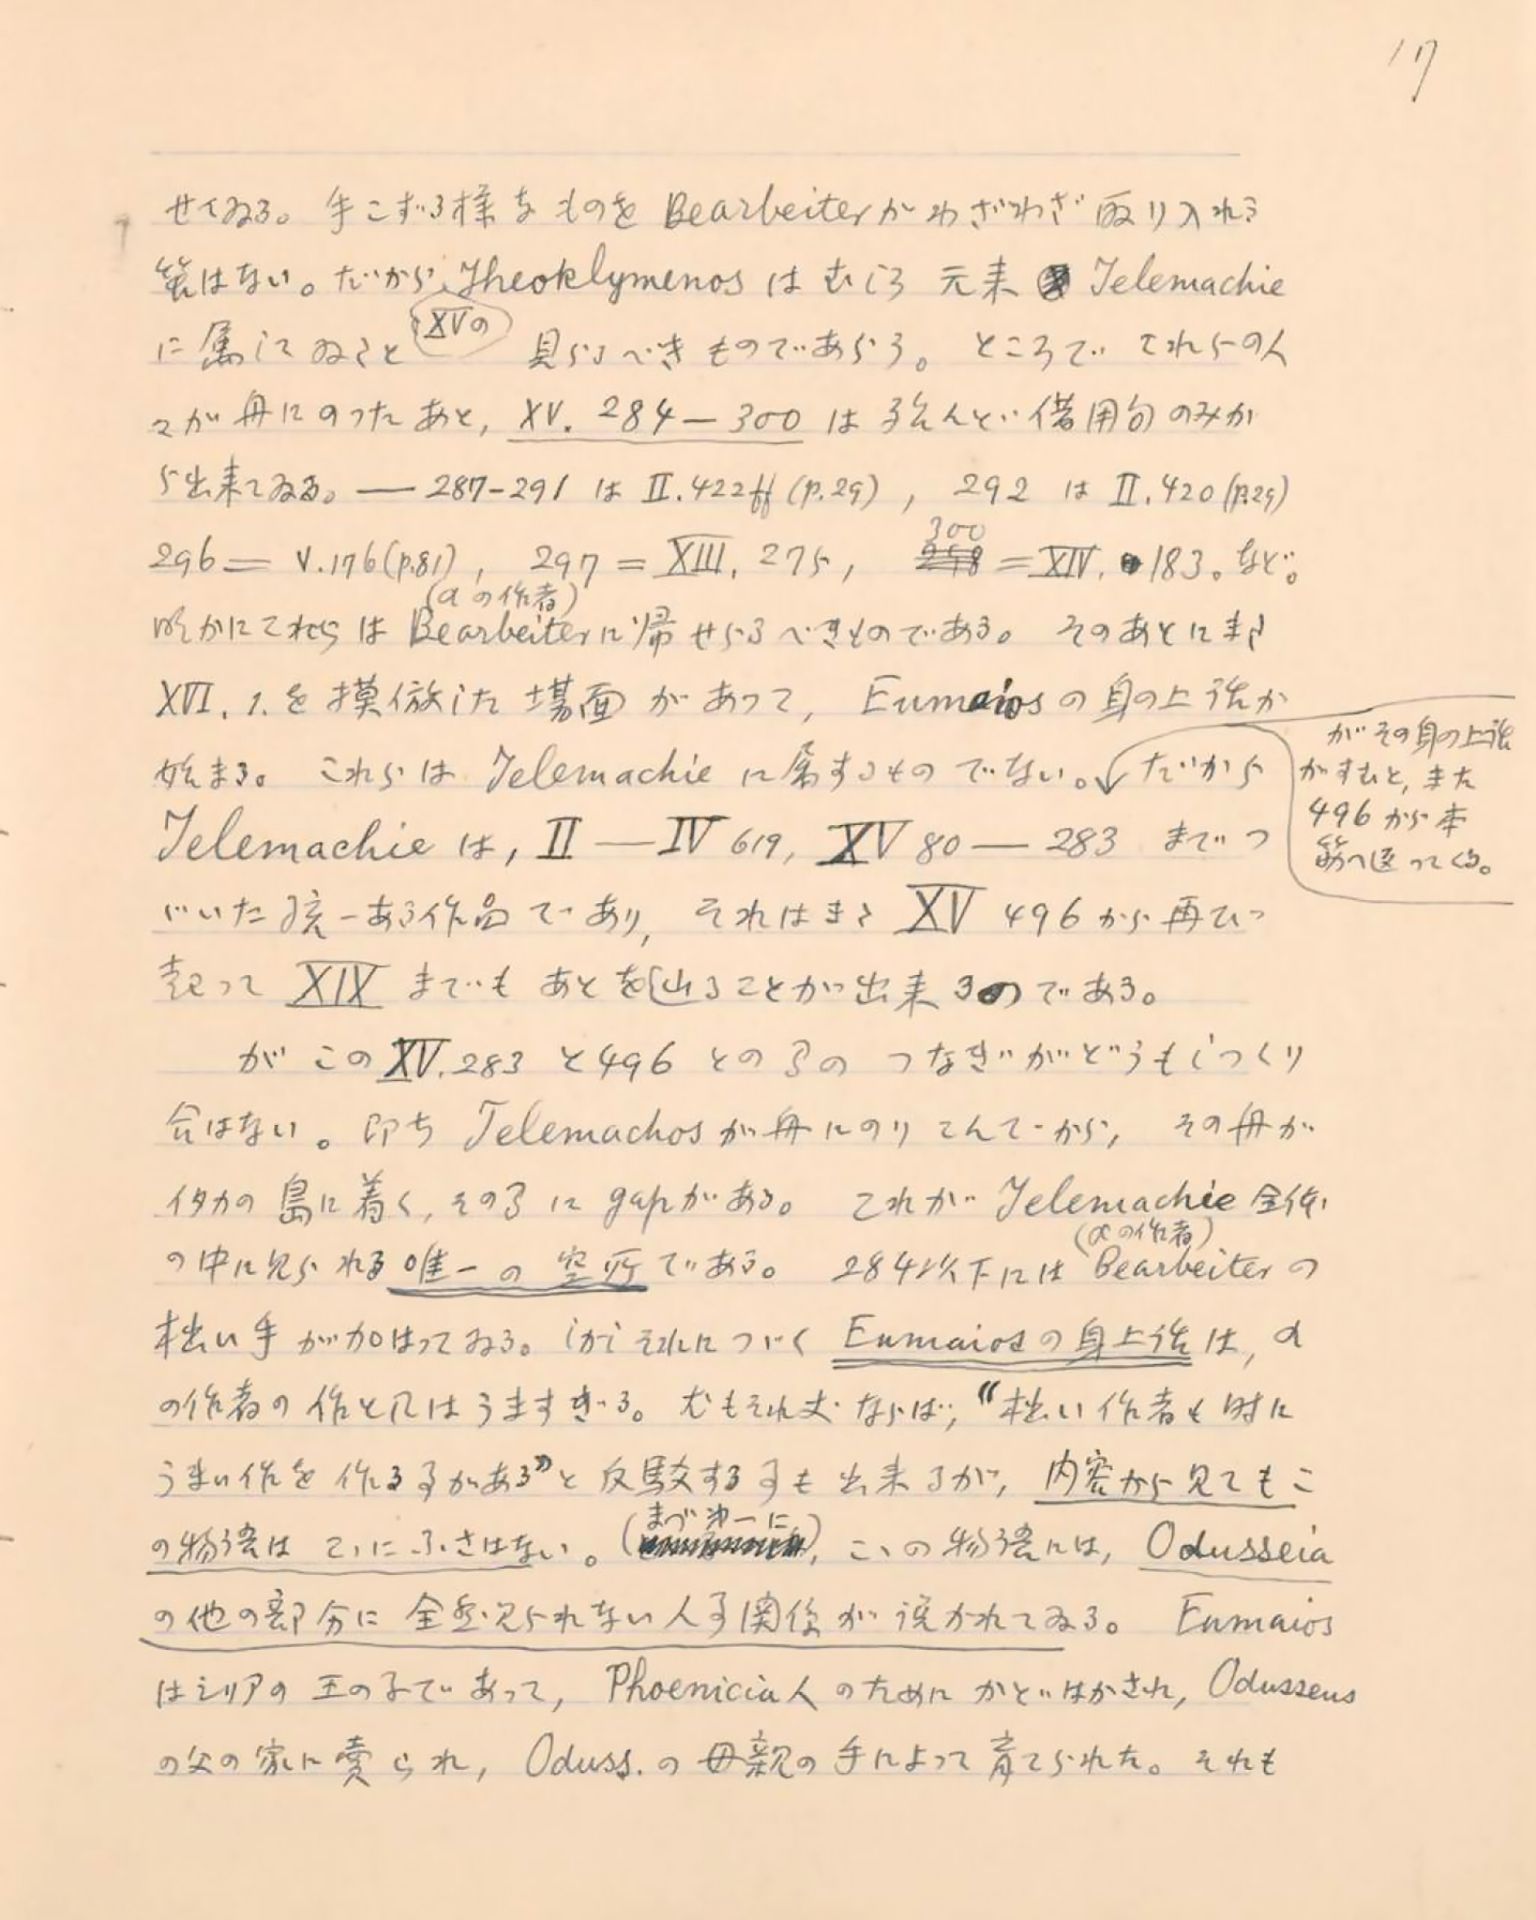 17
せてゐる。手こずる様なものを Bearbeiter がわざわざ取り入れる
筈はない。だから Theoklymenos はむしろ元来 Telemachie
XVの
に属してゐると 見らるべきものであらう。ところでこれらの人
々が舟にのったあと, XV. 284—300 は殆んど借用句のみか
ら出来てゐる。— 287-291 は II.422ff (p.29), 292 は II.420 (p.29)
300
296 = V.176 (p.81), 297 = XIII. 275, 298 = XIV. 183。など。
(αの作者)
明かにこれらは Bearbeiter に帰せらるべきものである。そのあとにまた
XVI. 1. を模倣した場面があって, Eumaios の身の上話が
始まる。これらは Telemachie に属するものでない。だから
がその身の上話
がすむと, また
496から本
筋へ返ってくる。
Telemachie は, II—IV 619, XV 80—283 までつ
づいた統一ある作品であり, それはまた XV 496 から再びつ
起って XIX までもあとを辿ることが出来るのである。
がこの XV. 283 と 496 との間のつなぎがどうもしっくり
合はない。即ち Telemachos が舟にのりこんでから, その舟が
イタカの島に着く, その間に gap がある。これが Telemachie 全体
(αの作者)
の中に見られる唯一の空所である。284以下には Bearbeiter の
拙い手が加はってゐる。しかしそれにつづく Eumaios の身上話は, α
の作者の作としてはうますぎる。尤もそれ丈ならば, “拙い作者も時に
うまい作を作る事がある”と反駁する事も出来るが, 内容から見てもこ
の物語はこゝにふさはない。
(まづ第一に), この物語には, Odusseia
の他の部分に全然見られない人事関係が説かれてゐる。Eumaios
はシリアの王の子であって, Phoenicia人のためにかどはかされ, Odusseus
の父の家に売られ, Oduss. の母親の手によって育てられた。それも